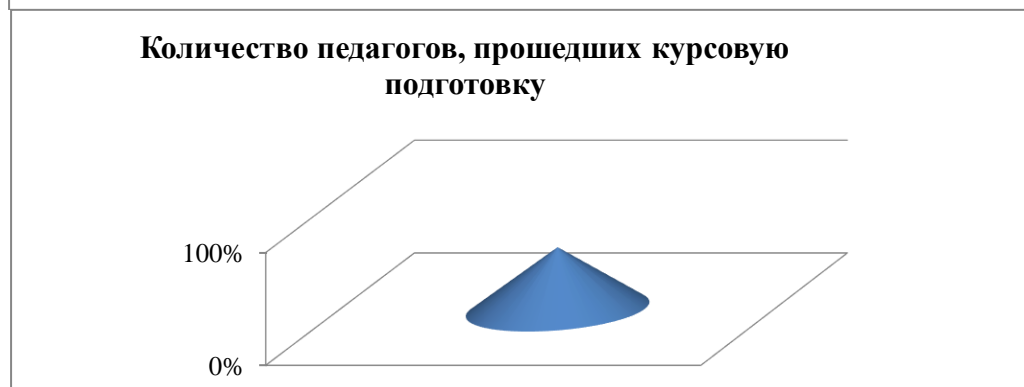 Количество педагогов, прошедших курсовую
подготовку
100%
0%